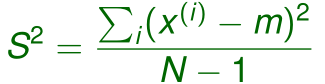 S² = ∑ᵢ(x⁽ⁱ⁾ − m)² / N − 1